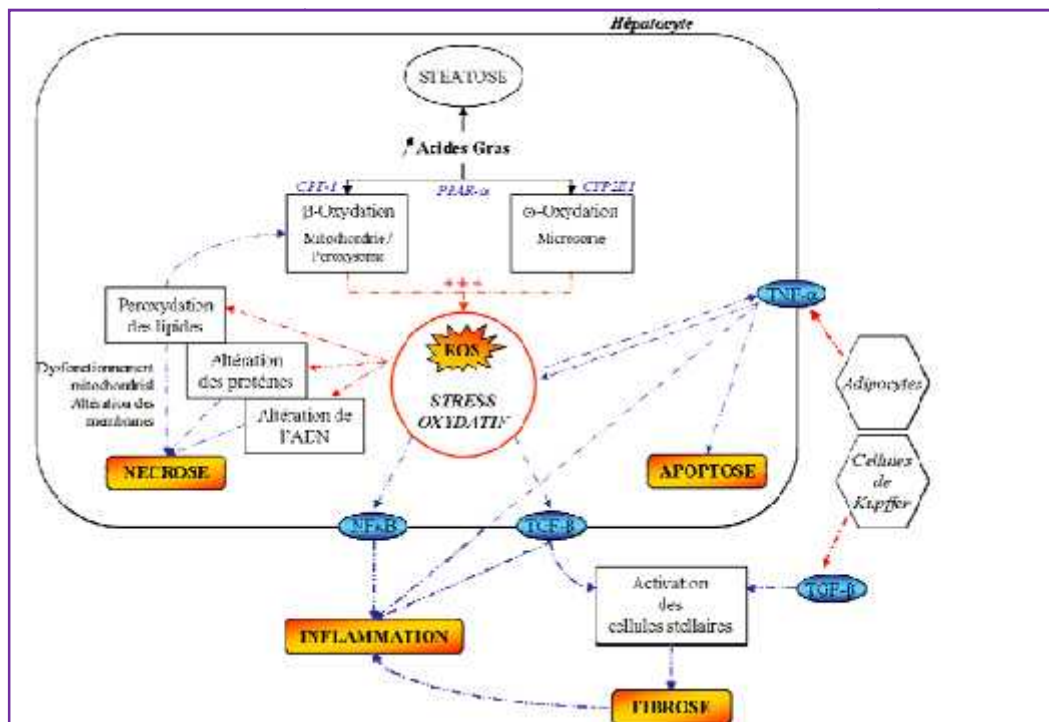 Hépatocyte
STEATOSE
Acides Gras
CPT-1
PPAR-α
CYP2E1
β-Oxydation
Mitochondrie /
Peroxysome
ω-Oxydation
Microsome
+++
TNF-α
Peroxydation
des lipides
ROS
STRESS
OXYDATIF
Altération
des protéines
Altération de
l'ADN
Dysfonctionnement
mitochondrial
Altération des
membranes
Adipocytes
Cellules
de
Kupffer
NECROSE
APOPTOSE
NFκB
TGF-β
TGF-β
Activation
des
cellules stellaires
INFLAMMATION
FIBROSE